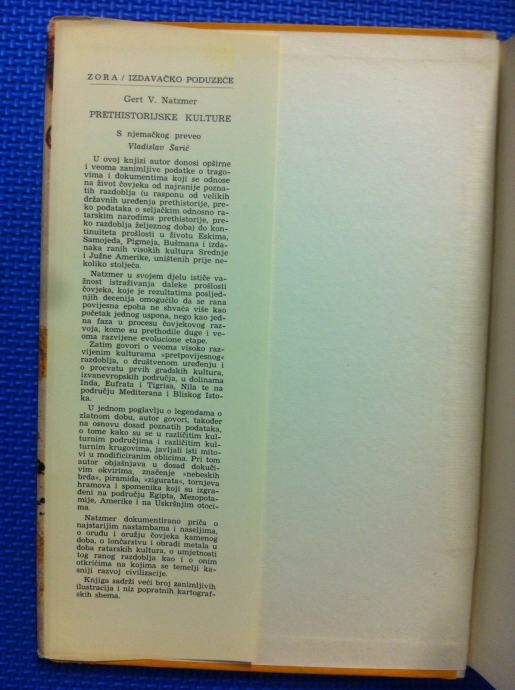 ZORA / IZDAVAČKO PODUZEĆE
Gert V. Natzmer
PRETHISTORIJSKE KULTURE
S njemačkog preveo
Vladislav Šarić
U ovoj knjizi autor donosi opširne
i veoma zanimljive podatke o trago-
vima i dokumentima koji se odnose
na život čovjeka od najranije pozna-
tih razdoblja (u rasponu od velikih
državnih uređenja prethistorije, pre-
ko podataka o seljačkim odnosno ra-
tarskim narodima prethistorije, pre-
ko razdoblja željeznog doba) do kon-
tinuiteta prošlosti u životu Eskima,
Samojeda, Pigmeja, Bušmana i izda-
naka ranih visokih kultura Srednje
i Južne Amerike, uništenih prije ne-
koliko stoljeća.
Natzmer u svojem djelu ističe va-
žnost istraživanja daleke prošlosti
čovjeka, koje je rezultatima posljed-
njih decenija omogućilo da se rana
povijesna epoha ne shvaća više kao
početak jednog uspona, nego kao jed-
na faza u procesu čovjekovog raz-
voja, kome su prethodile duge i ve-
oma razvijene evolucione etape.
Zatim govori o veoma visoko raz-
vijenim kulturama »pretpovijesnog«
razdoblja, o društvenom uređenju i
o procvatu prvih gradskih kultura,
izvanevropskih područja, u dolinama
Inda, Eufrata i Tigrisa, Nila te na
području Mediterana i Bliskog Isto-
ka.
U jednom poglavlju o legendama o
zlatnom dobu, autor govori, također
na osnovu dosad poznatih podataka,
o tome kako su se u različitim kul-
turnim područjima i različitim kul-
turnim krugovima, javljali isti mito-
vi u modificiranim oblicima. Pri tom
autor objašnjava u dosad dokuči-
vim okvirima, značenje »nebeskih
brda«, piramida, »zigurata«, tornjeva
hramova i spomenika koji su izgra-
đeni na području Egipta, Mezopota-
mije, Amerike i na Uskršnjim otoci-
ma
Natzmer dokumentirano priča o
najstarijim nastambama i naseljima,
o oruđu i oružju čovjeka kamenog
doba, o lončarstvu i obradi metala u
doba ratarskih kultura, o umjetnosti
tog ranog razdoblja kao i o onim
otkrićima na kojima se temelji ka-
sniji razvoj civilizacije.
Knjiga sadrži veći broj zanimljivih
ilustracija i niz popratnih kartograf-
skih shema.